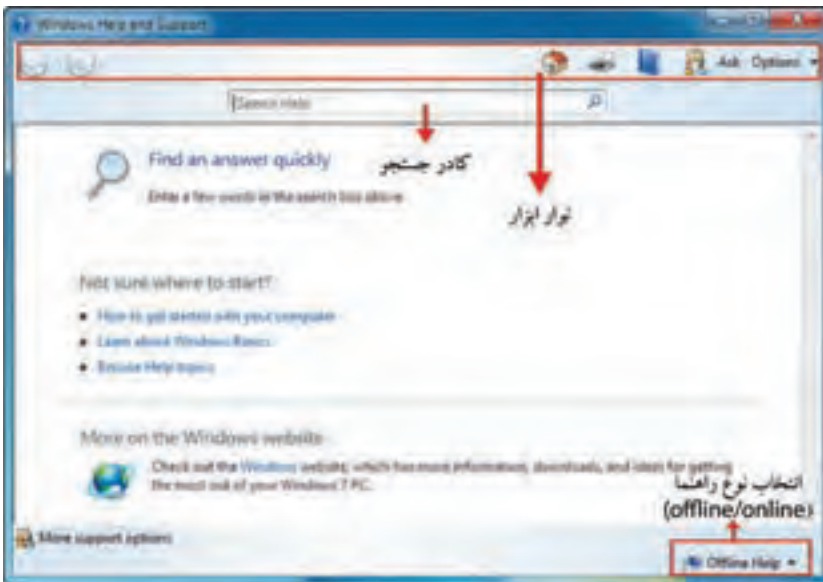 Windows Help and Support
Ask Options
Search Help
Find an answer quickly
Enter a few words in the search box above.
کادر جستجو
نوار ابزار
Not sure where to start?
How to get started with your computer
Learn about Windows Basics
Browse Help topics
More on the Windows website
Check out the Windows website, which has more information, downloads, and ideas for getting
the most out of your Windows 7 PC.
انتخاب نوع راهنما
(offline/online)
More support options
Offline Help